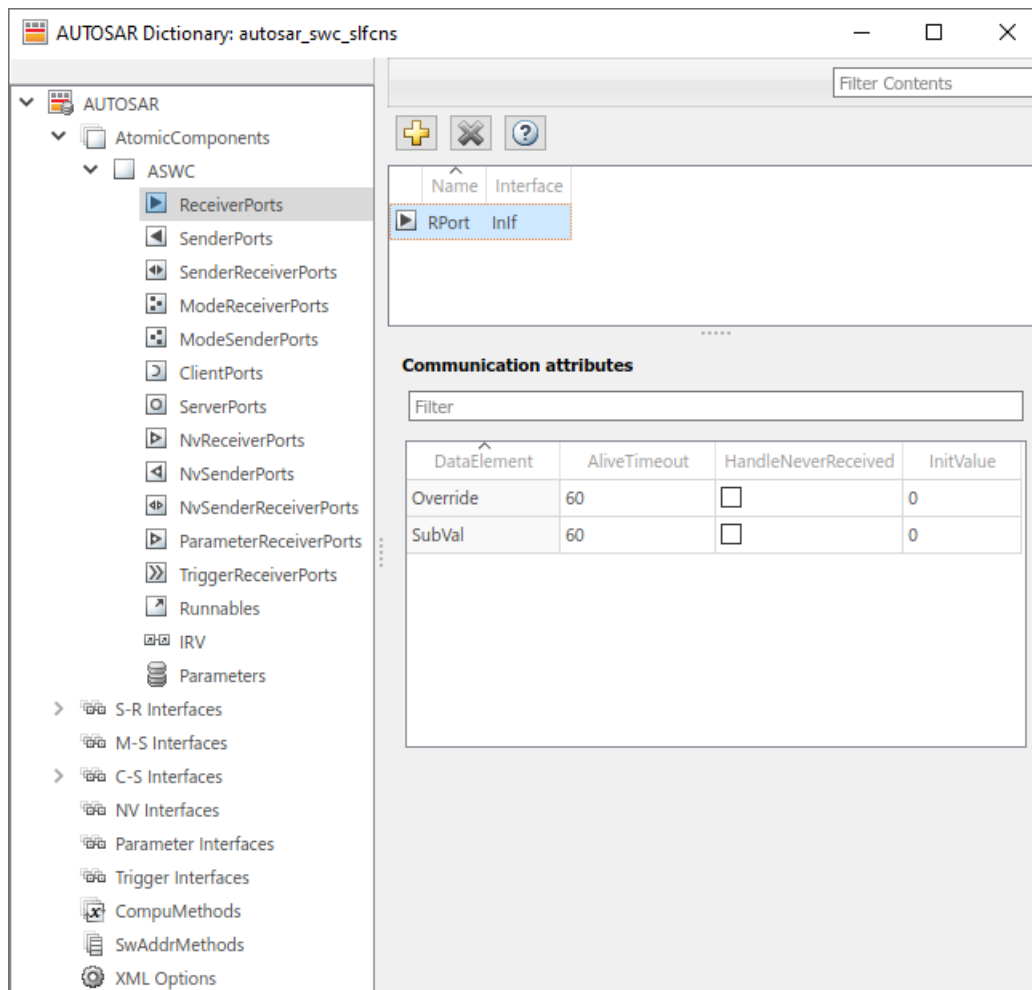 AUTOSAR Dictionary: autosar_swc_slfcns
Filter Contents
AUTOSAR
AtomicComponents
ASWC
ReceiverPorts
SenderPorts
SenderReceiverPorts
ModeReceiverPorts
ModeSenderPorts
ClientPorts
ServerPorts
NvReceiverPorts
NvSenderPorts
NvSenderReceiverPorts
ParameterReceiverPorts
TriggerReceiverPorts
Runnables
IRV
Parameters
S-R Interfaces
M-S Interfaces
C-S Interfaces
NV Interfaces
Parameter Interfaces
Trigger Interfaces
CompuMethods
SwAddrMethods
XML Options
Name Interface
RPort InIf
Communication attributes
Filter
DataElement AliveTimeout HandleNeverReceived InitValue
Override 60 0
SubVal 60 0